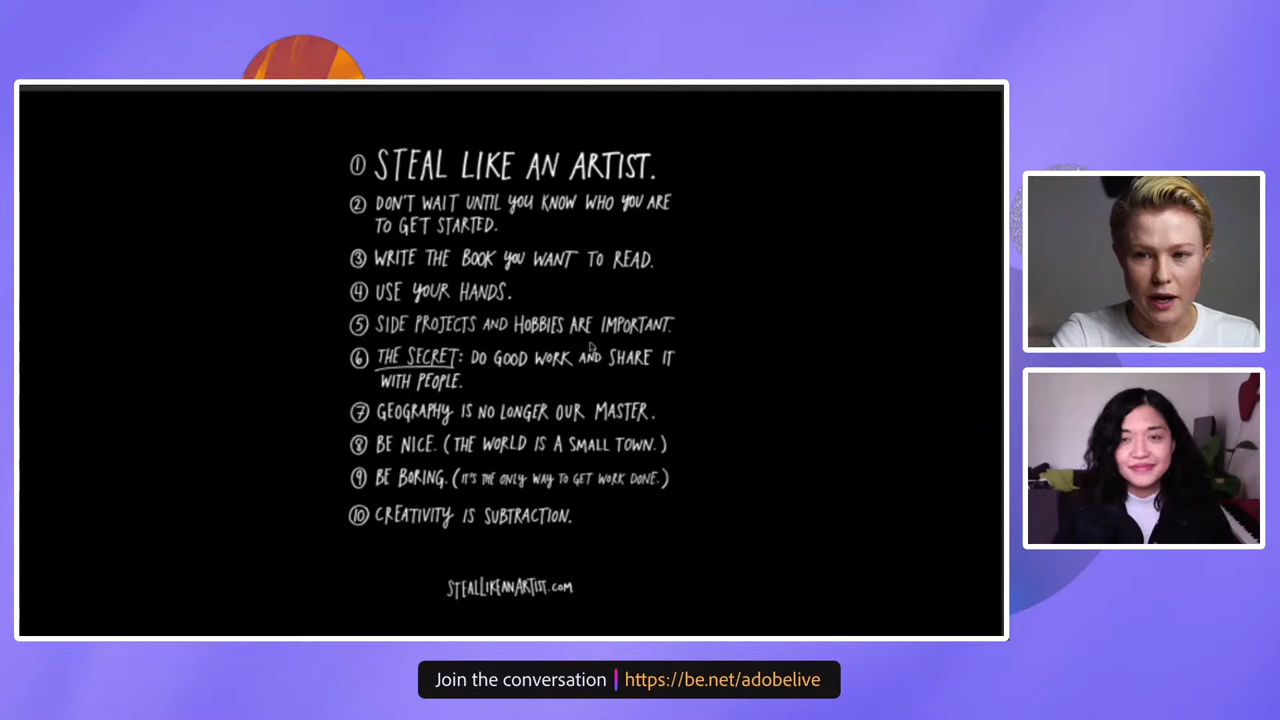 ① STEAL LIKE AN ARTIST.
② DON'T WAIT UNTIL YOU KNOW WHO YOU ARE
TO GET STARTED.
③ WRITE THE BOOK YOU WANT TO READ.
④ USE YOUR HANDS.
⑤ SIDE PROJECTS AND HOBBIES ARE IMPORTANT.
⑥ THE SECRET: DO GOOD WORK AND SHARE IT
WITH PEOPLE.
⑦ GEOGRAPHY IS NO LONGER OUR MASTER.
⑧ BE NICE. (THE WORLD IS A SMALL TOWN.)
⑨ BE BORING. (IT'S THE ONLY WAY TO GET WORK DONE.)
⑩ CREATIVITY IS SUBTRACTION.
STEALLIKEANARTIST.COM
Join the conversation | https://be.net/adobelive